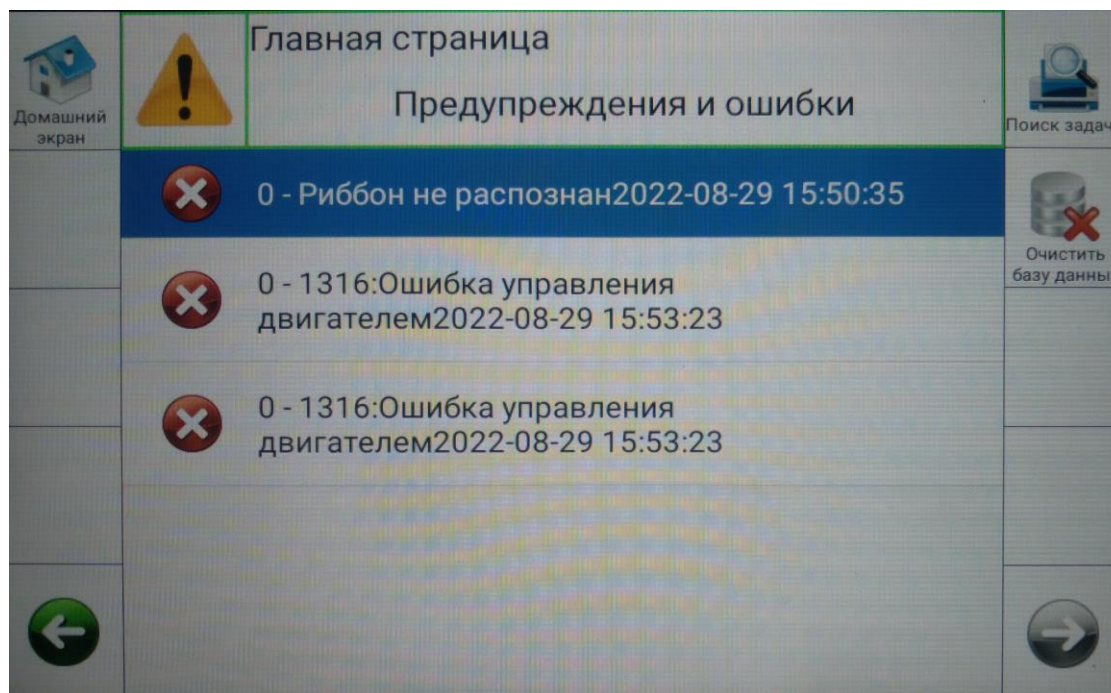 Главная страница
Предупреждения и ошибки
Домашний
экран
Поиск задач
0 - Риббон не распознан2022-08-29 15:50:35
Очистить
базу данны
0 - 1316:Ошибка управления
двигателем2022-08-29 15:53:23
0 - 1316:Ошибка управления
двигателем2022-08-29 15:53:23